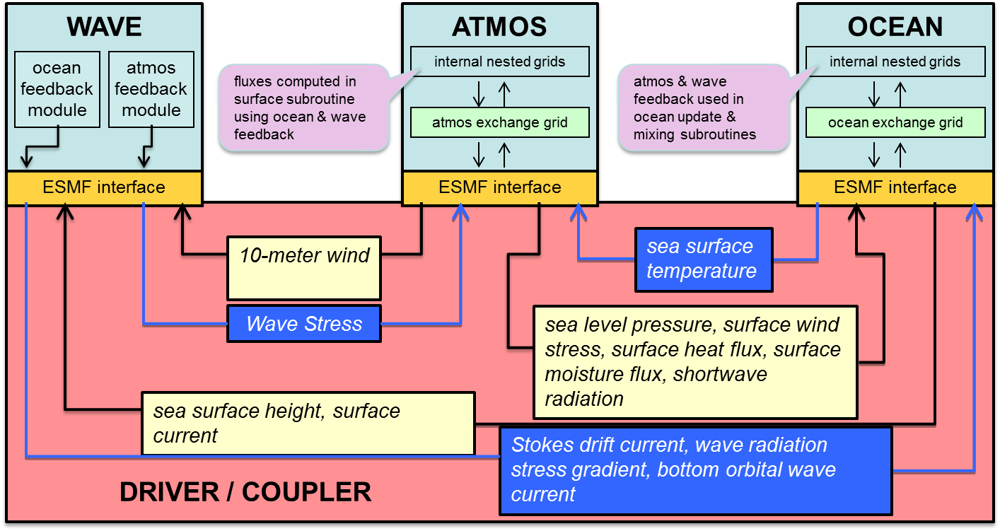 WAVE
ocean
feedback
module
atmos
feedback
module
ESMF interface
fluxes computed in
surface subroutine
using ocean & wave
feedback
ATMOS
internal nested grids
atmos exchange grid
ESMF interface
atmos & wave
feedback used in
ocean update &
mixing subroutines
OCEAN
internal nested grids
ocean exchange grid
ESMF interface
10-meter wind
sea surface
temperature
Wave Stress
sea level pressure, surface wind
stress, surface heat flux, surface
moisture flux, shortwave
radiation
sea surface height, surface
current
Stokes drift current, wave radiation
stress gradient, bottom orbital wave
current
DRIVER / COUPLER